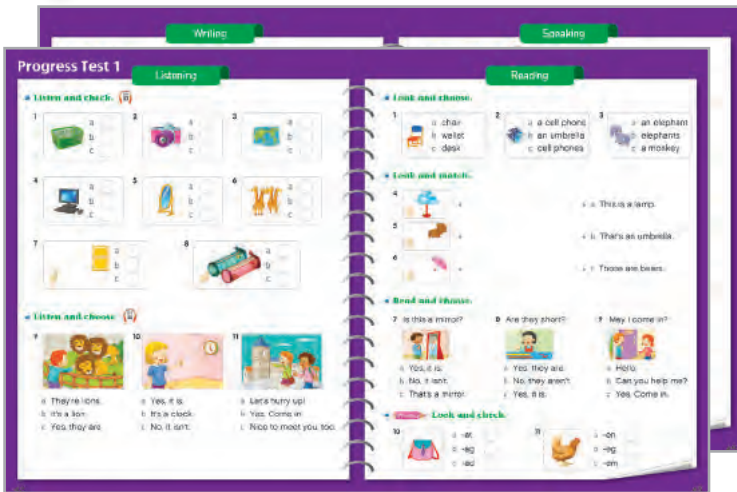 Writing
Speaking
Progress Test 1
Listening
Listen and check.
1 a
b
c
2 a
b
c
3 a
b
c
4 a
b
c
5 a
b
c
6 a
b
c
7 a
b
c
8 a
b
c
Listen and choose.
9
a They're lions.
b It's a lion.
c Yes, they are.
10
a Yes, it is.
b It's a clock.
c No, it isn't.
11
a Let's hurry up!
b Yes. Come in.
c Nice to meet you, too.
Reading
Look and choose.
1 a chair
b wallet
c desk
2 a a cell phone
b an umbrella
c cell phones
3 a an elephant
b elephants
c a monkey
Look and match.
4
a This is a lamp.
5
b That's an umbrella.
6
c Those are bears.
Read and choose.
7 Is this a mirror?
a Yes, it is.
b No, it isn't.
c That's a mirror.
8 Are they short?
a Yes, they are.
b No, they aren't.
c Yes, it is.
9 May I come in?
a Hello.
b Can you help me?
c Yes. Come in.
Look and check.
10 a -at
b -ag
c -ad
11 a -en
b -eg
c -em